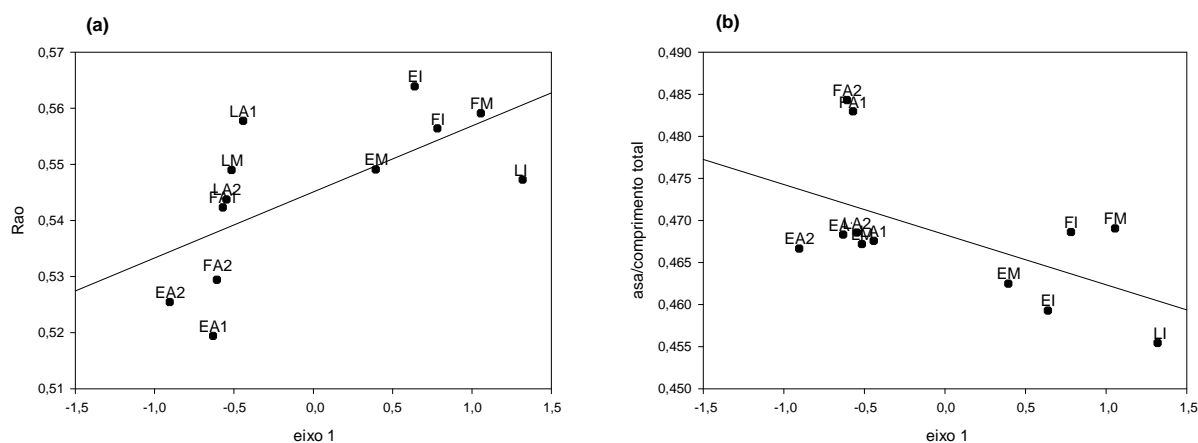 (a)
0,57
0,56
0,55
0,54
0,53
0,52
0,51
Rao
EI
FM
LA1
FI
LM
EM
LI
LA2
FA1
FA2
EA2
EA1
-1,5 -1,0 -0,5 0,0 0,5 1,0 1,5
eixo 1
(b)
0,490
0,485
0,480
0,475
0,470
0,465
0,460
0,455
0,450
asa/comprimento total
FA2
FA1
FI
FM
EA2
LA2
LA1
EM
EI
LI
-1,5 -1,0 -0,5 0,0 0,5 1,0 1,5
eixo 1